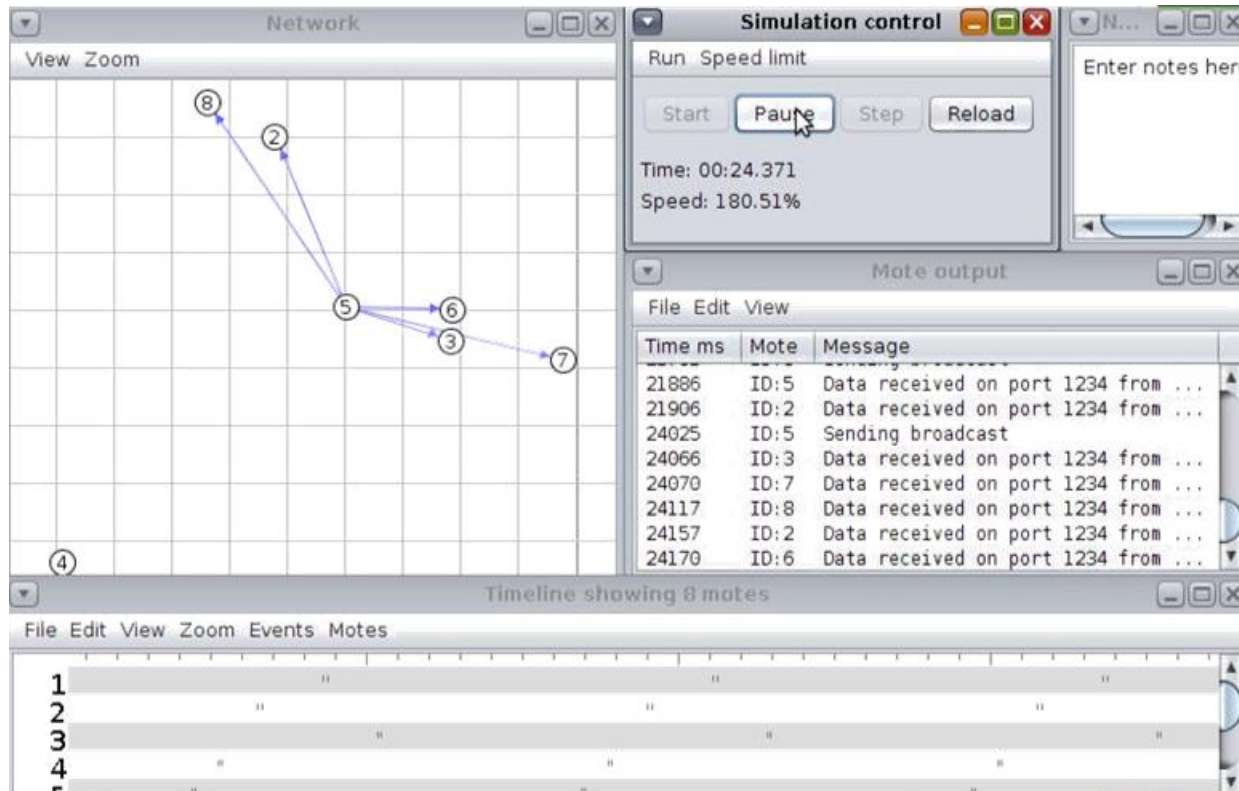 Network
View Zoom
8
2
5
6
3
7
4
Simulation control
Run Speed limit
Start Pause Step Reload
Time: 00:24.371
Speed: 180.51%
N...
Enter notes her
Mote output
File Edit View
Time ms Mote Message
21886 ID:5 Data received on port 1234 from ...
21906 ID:2 Data received on port 1234 from ...
24025 ID:5 Sending broadcast
24066 ID:3 Data received on port 1234 from ...
24070 ID:7 Data received on port 1234 from ...
24117 ID:8 Data received on port 1234 from ...
24157 ID:2 Data received on port 1234 from ...
24170 ID:6 Data received on port 1234 from ...
Timeline showing 8 motes
File Edit View Zoom Events Motes
1
2
3
4